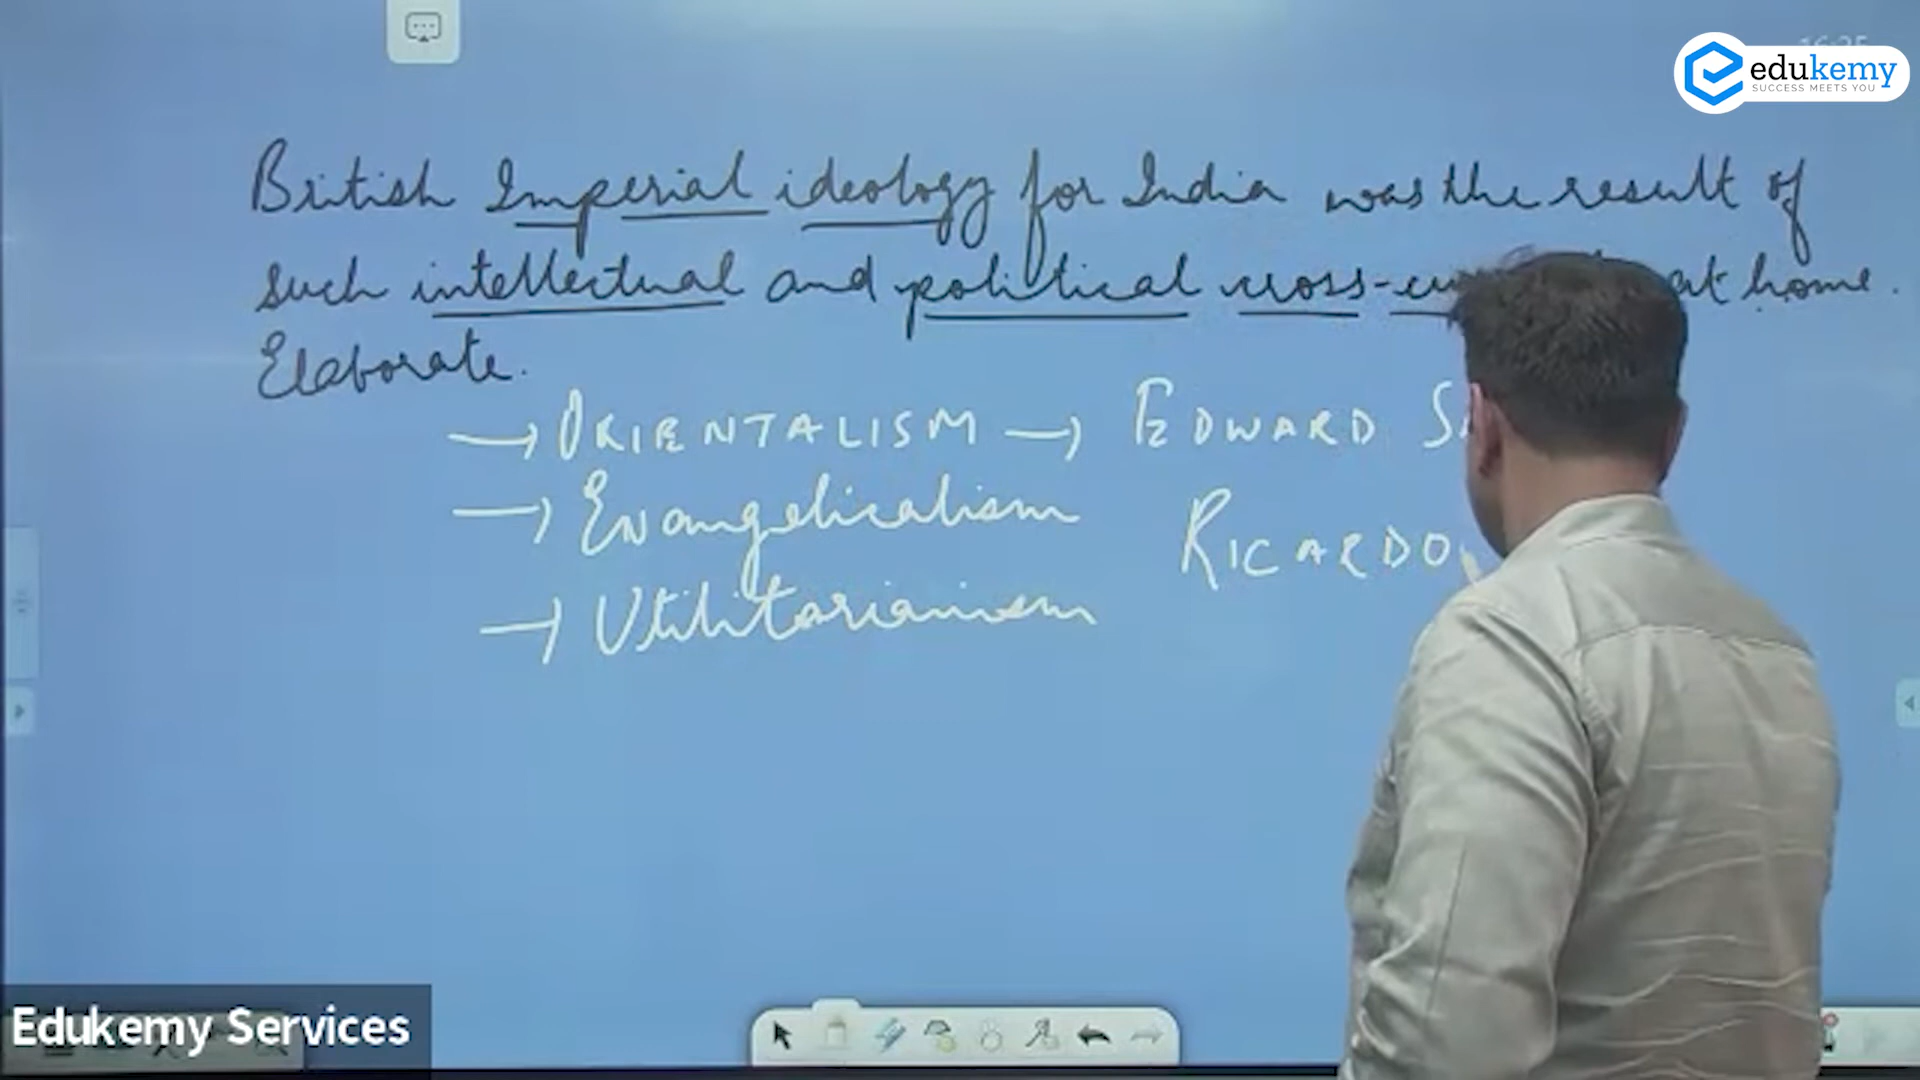 edukemy
SUCCESS MEETS YOU
British Imperial ideology for India was the result of
such intellectual and political at home.
Elaborate.
→ ORIENTALISM → EDWARD
→ Evangelicalism
RICARDO
→ Utilitarianism
Edukemy Services